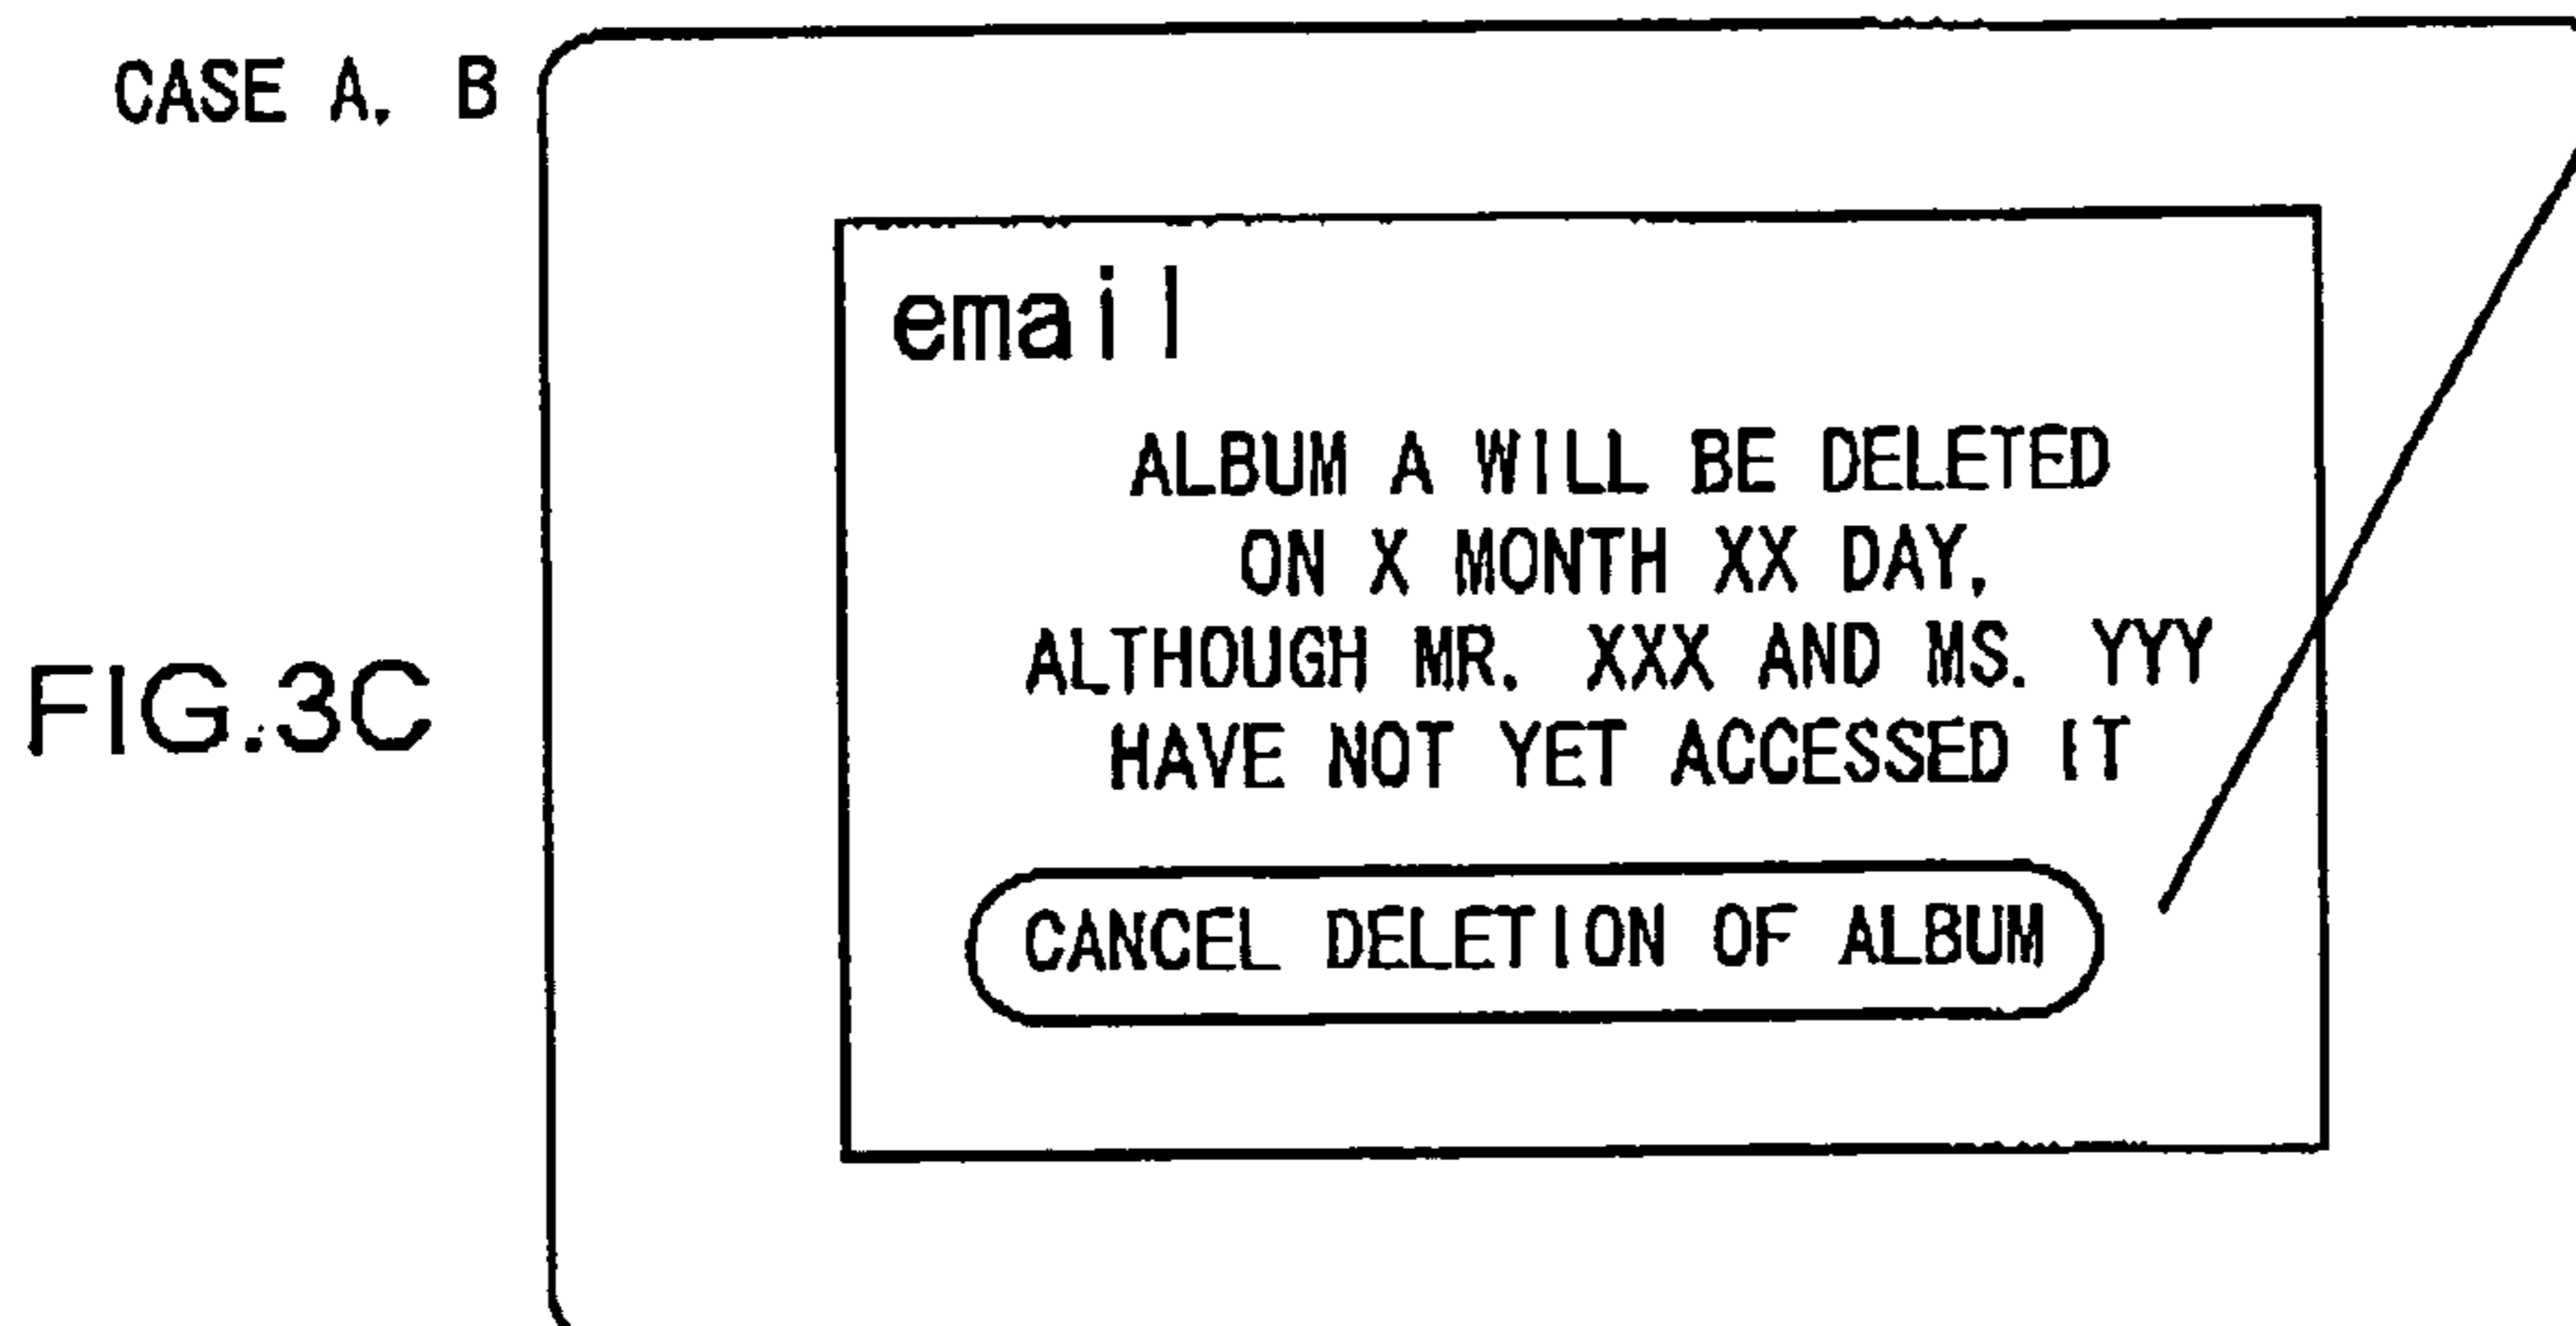 CASE A, B
email
ALBUM A WILL BE DELETED
ON X MONTH XX DAY,
ALTHOUGH MR. XXX AND MS. YYY
HAVE NOT YET ACCESSED IT
CANCEL DELETION OF ALBUM
FIG.3C